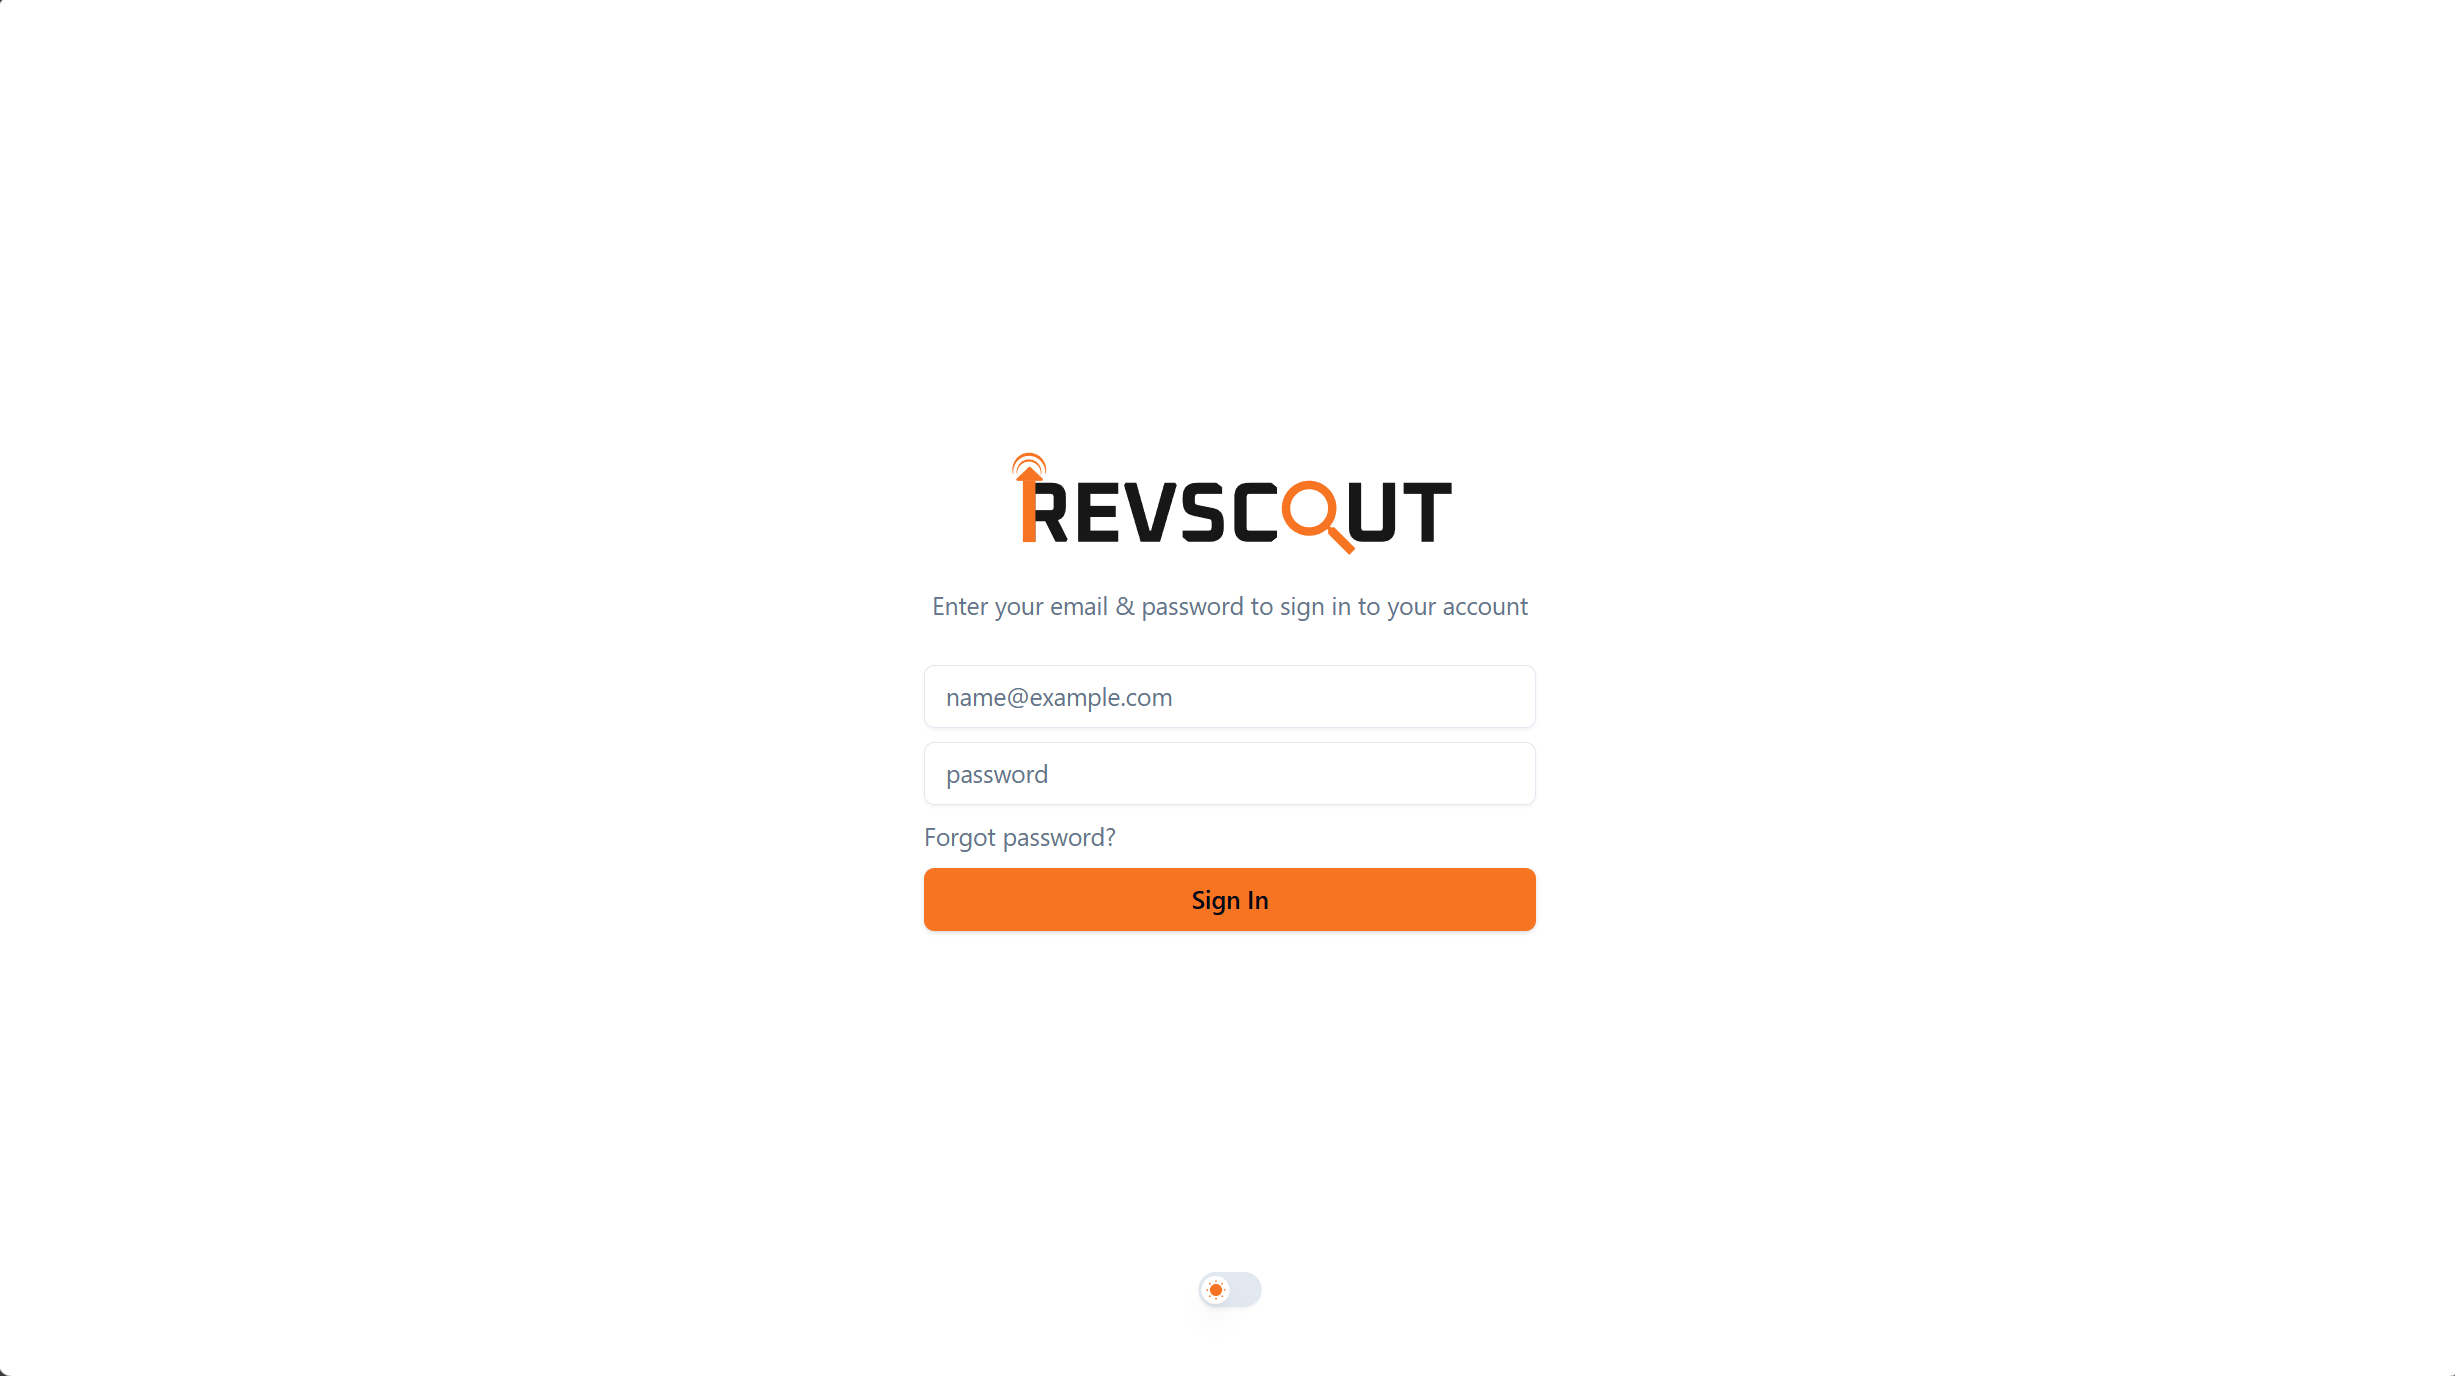 REVSCOUT
Enter your email & password to sign in to your account
name@example.com
password
Forgot password?
Sign In